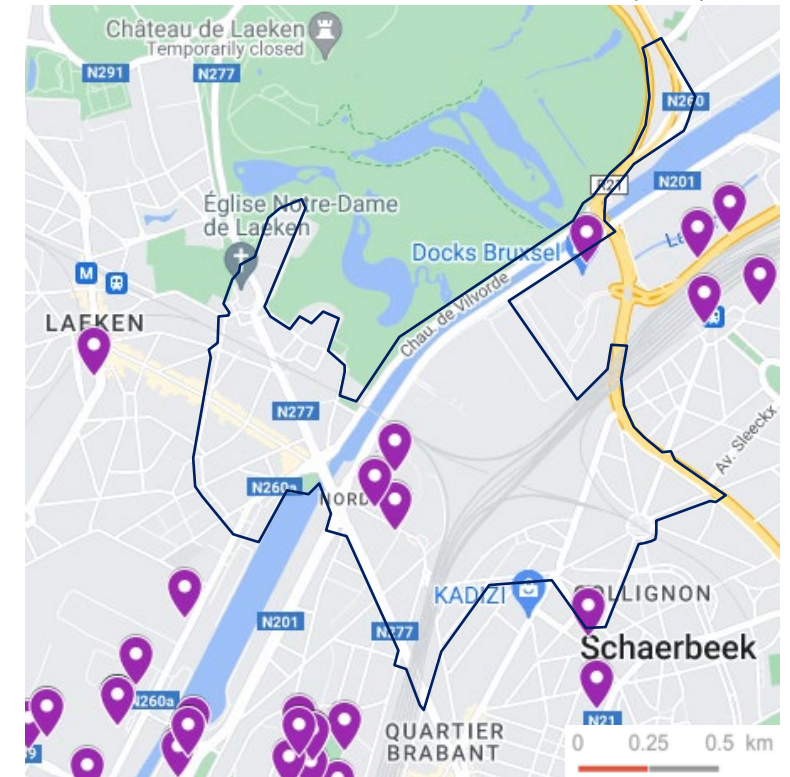 Château de Laeken
Temporarily closed
N291
N277
N260
R21
N201
Église Notre-Dame
de Laeken
Docks Bruxsel
M
LAEKEN
Chau. de Vilvorde
N277
Av. Sleeckx
N260a
NORD
KADIZI
COLLIGNON
N201
N277
Schaerbeek
N260a
N21
QUARTIER
BRABANT
0 0.25 0.5 km